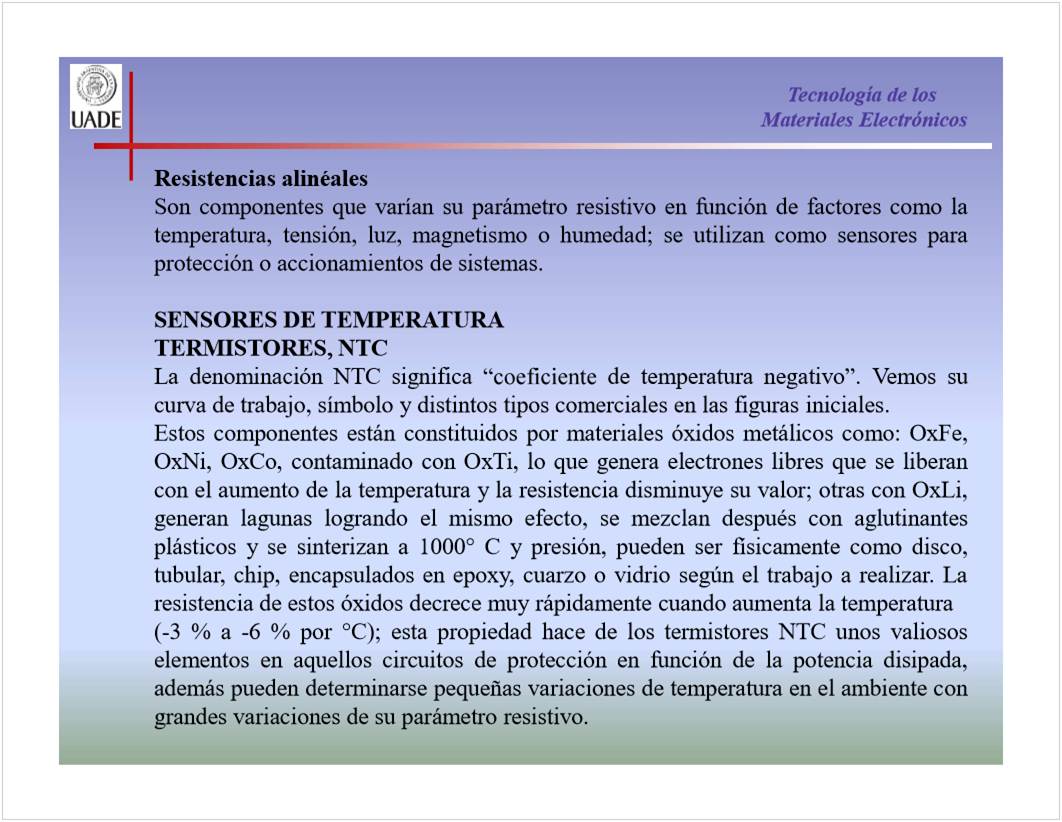 UADE
Tecnología de los
Materiales Electrónicos
Resistencias alinéales
Son componentes que varían su parámetro resistivo en función de factores como la
temperatura, tensión, luz, magnetismo o humedad; se utilizan como sensores para
protección o accionamientos de sistemas.
SENSORES DE TEMPERATURA
TERMISTORES, NTC
La denominación NTC significa “coeficiente de temperatura negativo”. Vemos su
curva de trabajo, símbolo y distintos tipos comerciales en las figuras iniciales.
Estos componentes están constituidos por materiales óxidos metálicos como: OxFe,
OxNi, OxCo, contaminado con OxTi, lo que genera electrones libres que se liberan
con el aumento de la temperatura y la resistencia disminuye su valor; otras con OxLi,
generan lagunas logrando el mismo efecto, se mezclan después con aglutinantes
plásticos y se sinterizan a 1000° C y presión, pueden ser físicamente como disco,
tubular, chip, encapsulados en epoxy, cuarzo o vidrio según el trabajo a realizar. La
resistencia de estos óxidos decrece muy rápidamente cuando aumenta la temperatura
(-3 % a -6 % por °C); esta propiedad hace de los termistores NTC unos valiosos
elementos en aquellos circuitos de protección en función de la potencia disipada,
además pueden determinarse pequeñas variaciones de temperatura en el ambiente con
grandes variaciones de su parámetro resistivo.